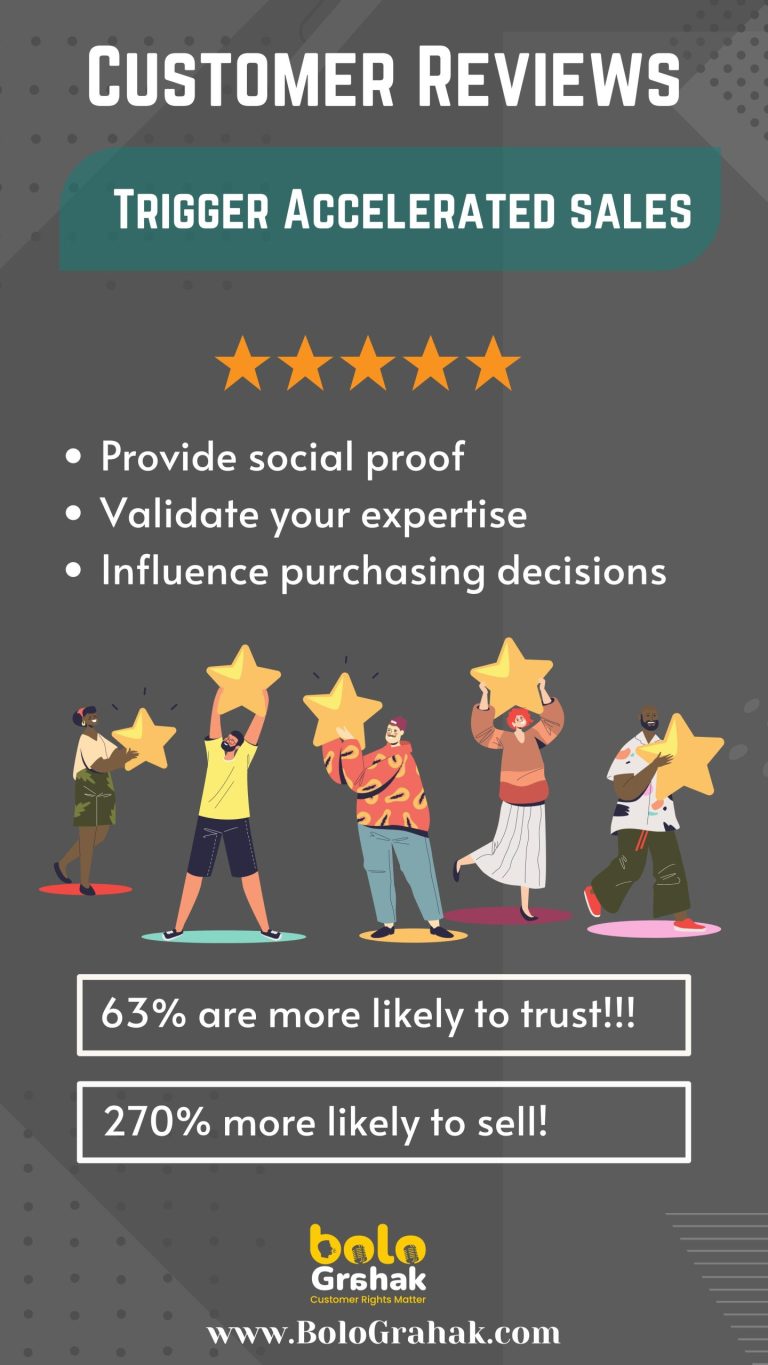 Customer Reviews
Trigger Accelerated sales
• Provide social proof
• Validate your expertise
• Influence purchasing decisions
63% are more likely to trust!!!
270% more likely to sell!
bolo
Grahak
Customer Rights Matter
www.BoloGrahak.com